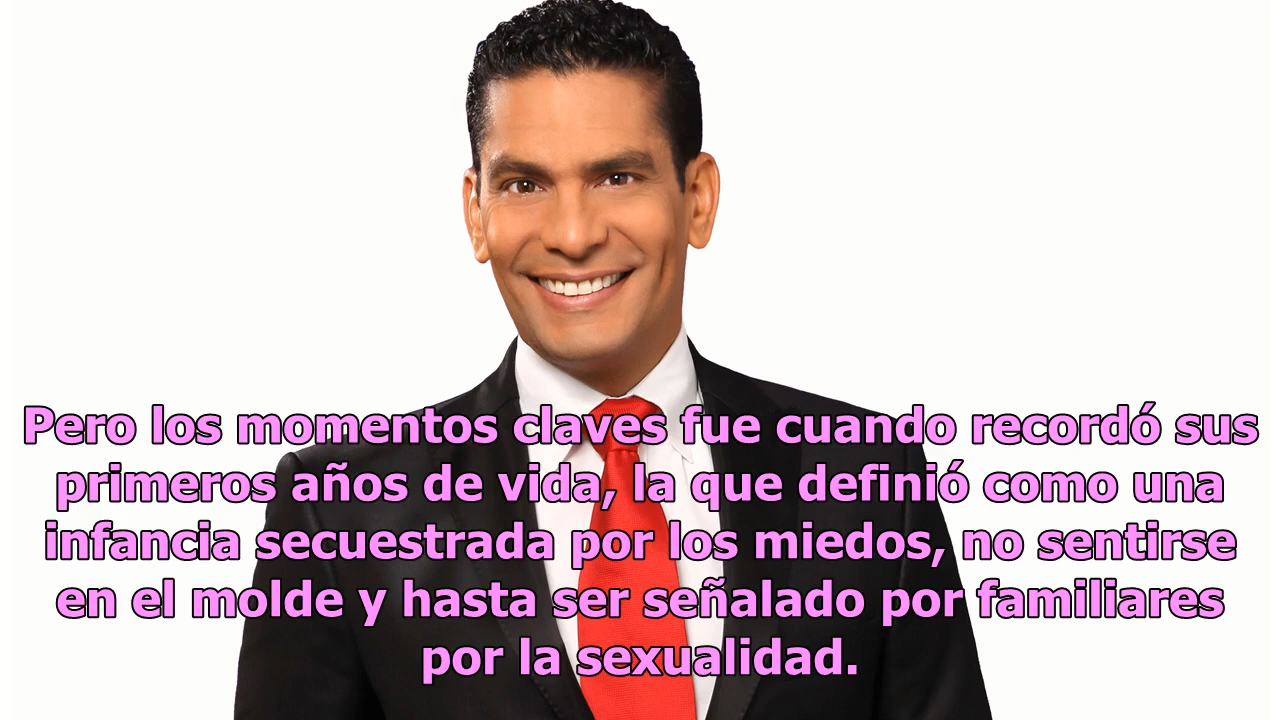 Pero los momentos claves fue cuando recordó sus
primeros años de vida, la que definió como una
infancia secuestrada por los miedos, no sentirse
en el molde y hasta ser señalado por familiares
por la sexualidad.